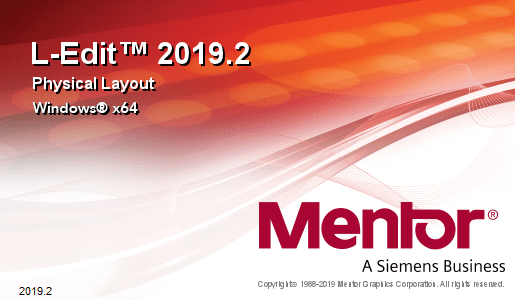 L-Edit™ 2019.2
Physical Layout
Windows® x64
Mentor®
A Siemens Business
Copyright© 1988-2019 Mentor Graphics Corporation. All rights reserved.
2019.2